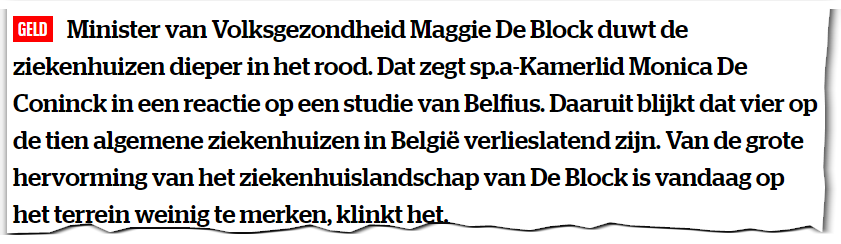 GELD Minister van Volksgezondheid Maggie De Block duwt de
ziekenhuizen dieper in het rood. Dat zegt sp.a-Kamerlid Monica De
Coninck in een reactie op een studie van Belfius. Daaruit blijkt dat vier op
de tien algemene ziekenhuizen in België verlieslatend zijn. Van de grote
hervorming van het ziekenhuislandschap van De Block is vandaag op
het terrein weinig te merken, klinkt het.